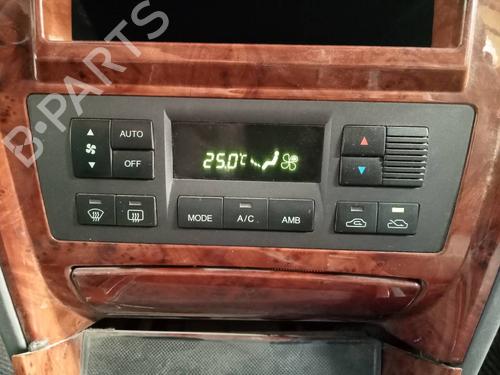 B-PARTS
AUTO
OFF
25.0°C
MODE
A/C
AMB